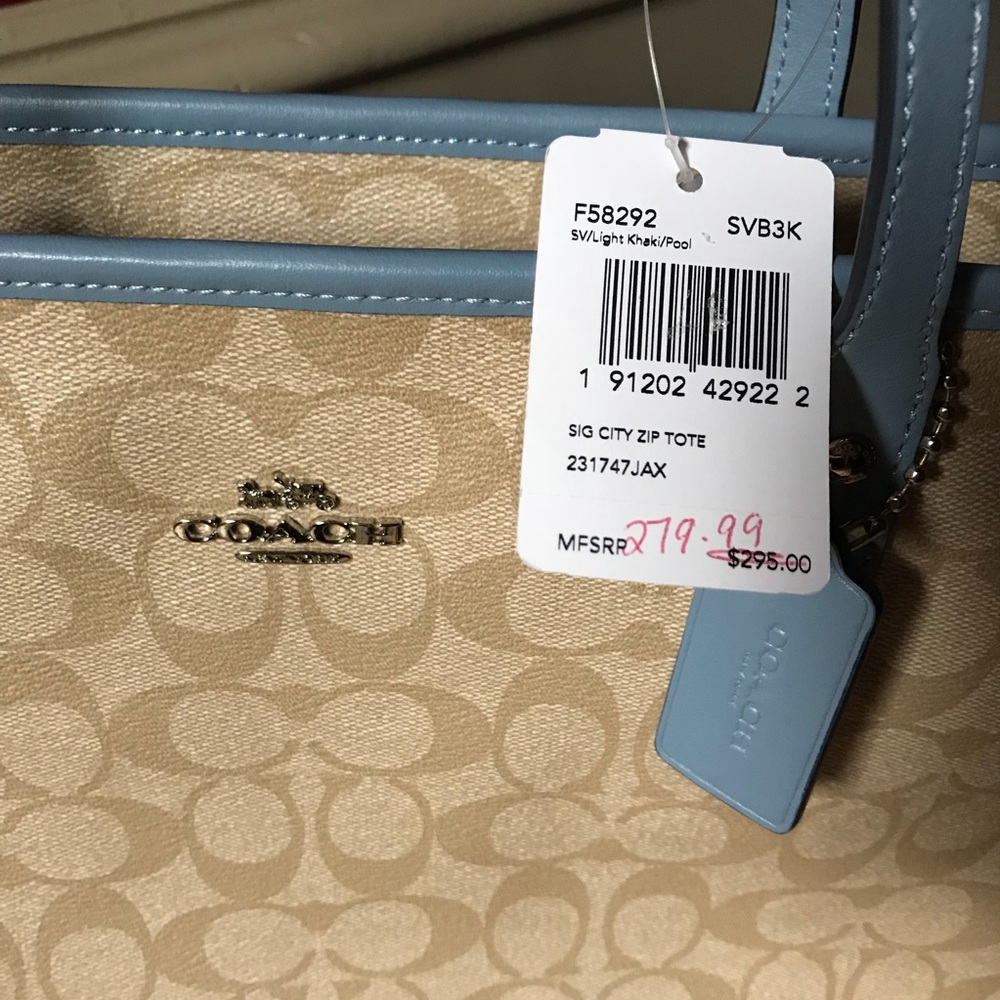 F58292 SVB3K
SV/Light Khaki/Pool
1 91202 42922 2
SIG CITY ZIP TOTE
231747JAX
MFSRP 279.99
$295.00
COACH
COACH